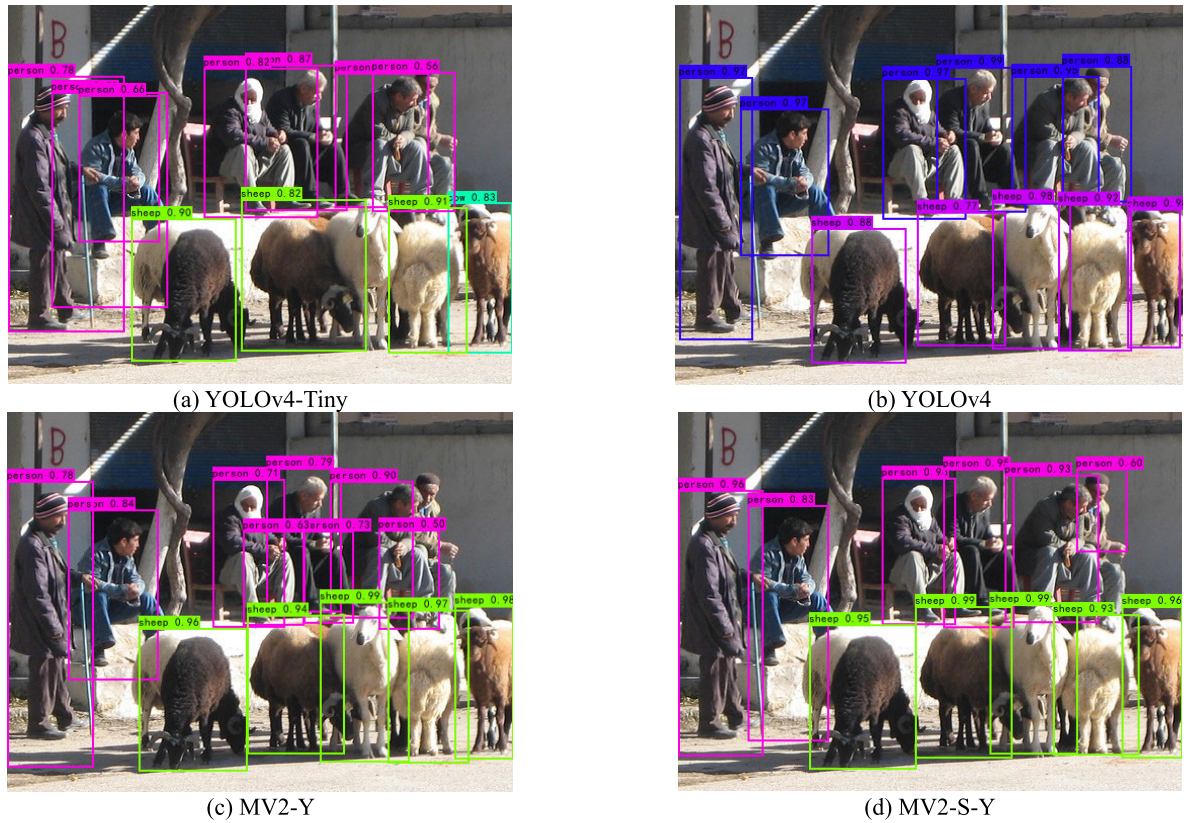 B
person 0.87
person 0.82
person
person 0.56
person 0.78
person 0.66
sheep 0.82
cow 0.83
sheep 0.91
sheep 0.90
(a) YOLOv4-Tiny
B
person 0.99
person 0.88
person 0.97
person 0.97
person 0.95
person 0.97
sheep 0.98
sheep 0.92
sheep 0.77
sheep 0.88
(b) YOLOv4
B
person 0.79
person 0.71
person 0.90
person 0.78
person 0.84
person 0.63
person 0.73
person 0.50
sheep 0.99
sheep 0.97
sheep 0.98
sheep 0.94
sheep 0.96
(c) MV2-Y
B
person 0.60
person 0.93
person 0.96
person 0.83
sheep 0.99
sheep 0.99
sheep 0.96
sheep 0.93
sheep 0.95
(d) MV2-S-Y